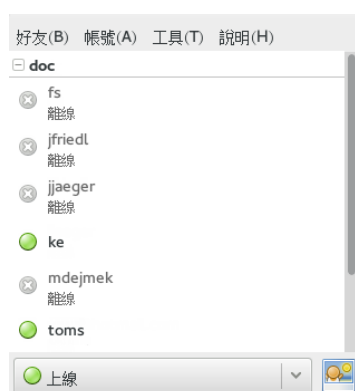 好友(B) 帳號(A) 工具(T) 說明(H)
doc
fs
離線
jfriedl
離線
jjaeger
離線
ke
mdejmek
離線
toms
上線